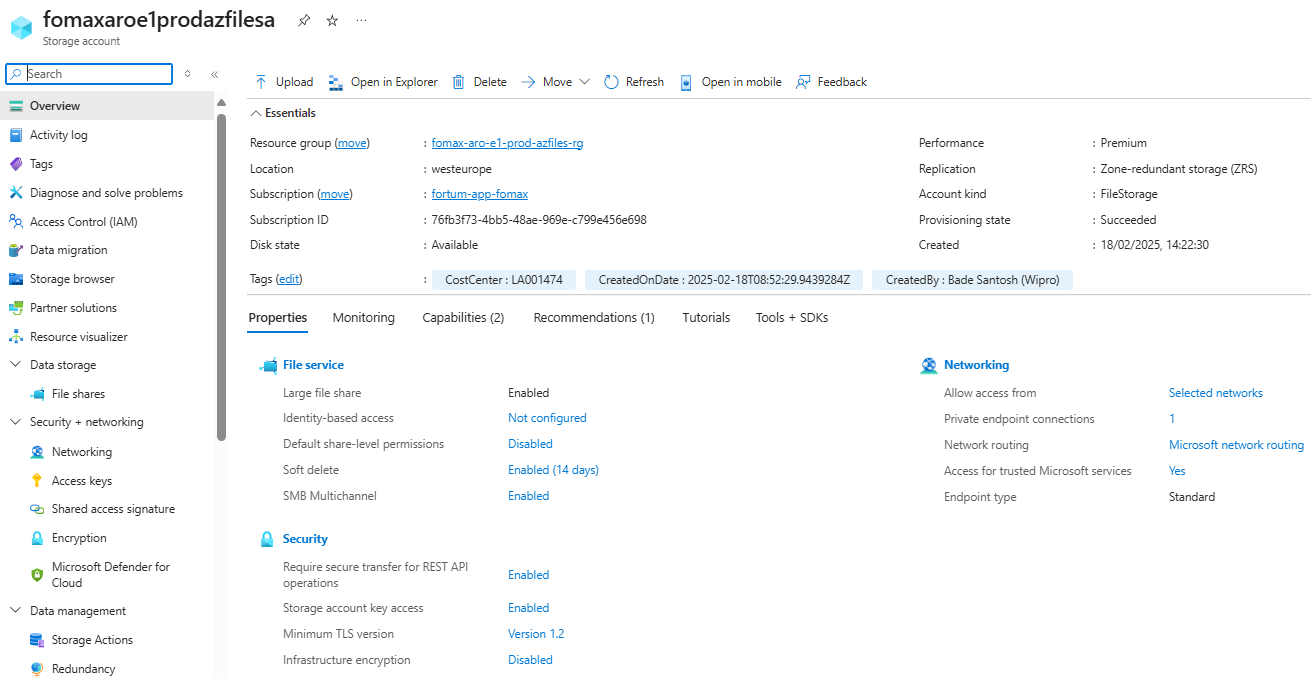 fomaxaroe1prodazfilesa
Storage account
Search
Overview
Activity log
Tags
Diagnose and solve problems
Access Control (IAM)
Data migration
Storage browser
Partner solutions
Resource visualizer
Data storage
File shares
Security + networking
Networking
Access keys
Shared access signature
Encryption
Microsoft Defender for
Cloud
Data management
Storage Actions
Redundancy
Upload Open in Explorer Delete Move Refresh Open in mobile Feedback
Essentials
Resource group (move) : fomax-aro-e1-prod-azfiles-rg
Location : westeurope
Subscription (move) : fortum-app-fomax
Subscription ID : 76fb3f73-4bb5-48ae-969e-c799e456e698
Disk state : Available
Performance : Premium
Replication : Zone-redundant storage (ZRS)
Account kind : FileStorage
Provisioning state : Succeeded
Created : 18/02/2025, 14:22:30
Tags (edit) : CostCenter : LA001474 CreatedOnDate : 2025-02-18T08:52:29.9439284Z CreatedBy : Bade Santosh (Wipro)
Properties Monitoring Capabilities (2) Recommendations (1) Tutorials Tools + SDKs
File service
Large file share Enabled
Identity-based access Not configured
Default share-level permissions Disabled
Soft delete Enabled (14 days)
SMB Multichannel Enabled
Security
Require secure transfer for REST API
operations Enabled
Storage account key access Enabled
Minimum TLS version Version 1.2
Infrastructure encryption Disabled
Networking
Allow access from Selected networks
Private endpoint connections 1
Network routing Microsoft network routing
Access for trusted Microsoft services Yes
Endpoint type Standard